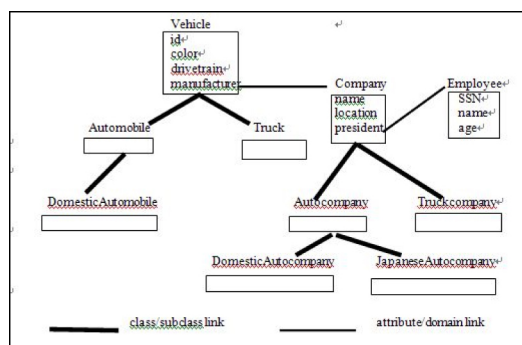 Vehicle
id
color
drivetrain
manufacturer
Company
name
location
president
Employee
SSN
name
age
Automobile
Truck
DomesticAutomobile
Autocompany
Truckcompany
DomesticAutocompany
JapaneseAutocompany
class/subclass link
attribute/domain link